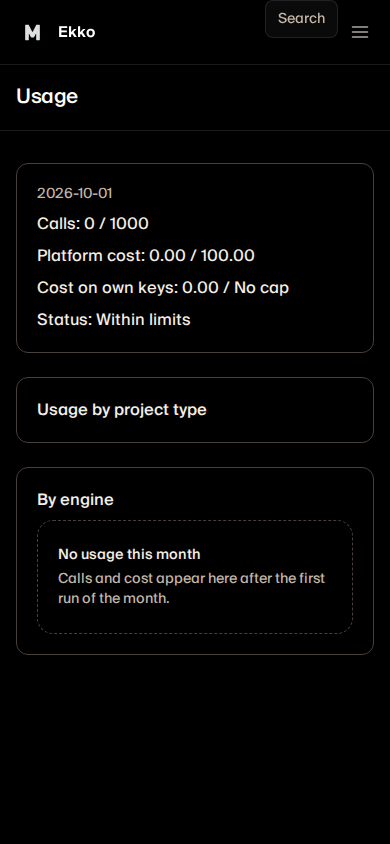 M Ekko
Search
Usage
2026-10-01
Calls: 0 / 1000
Platform cost: 0.00 / 100.00
Cost on own keys: 0.00 / No cap
Status: Within limits
Usage by project type
By engine
No usage this month
Calls and cost appear here after the first
run of the month.